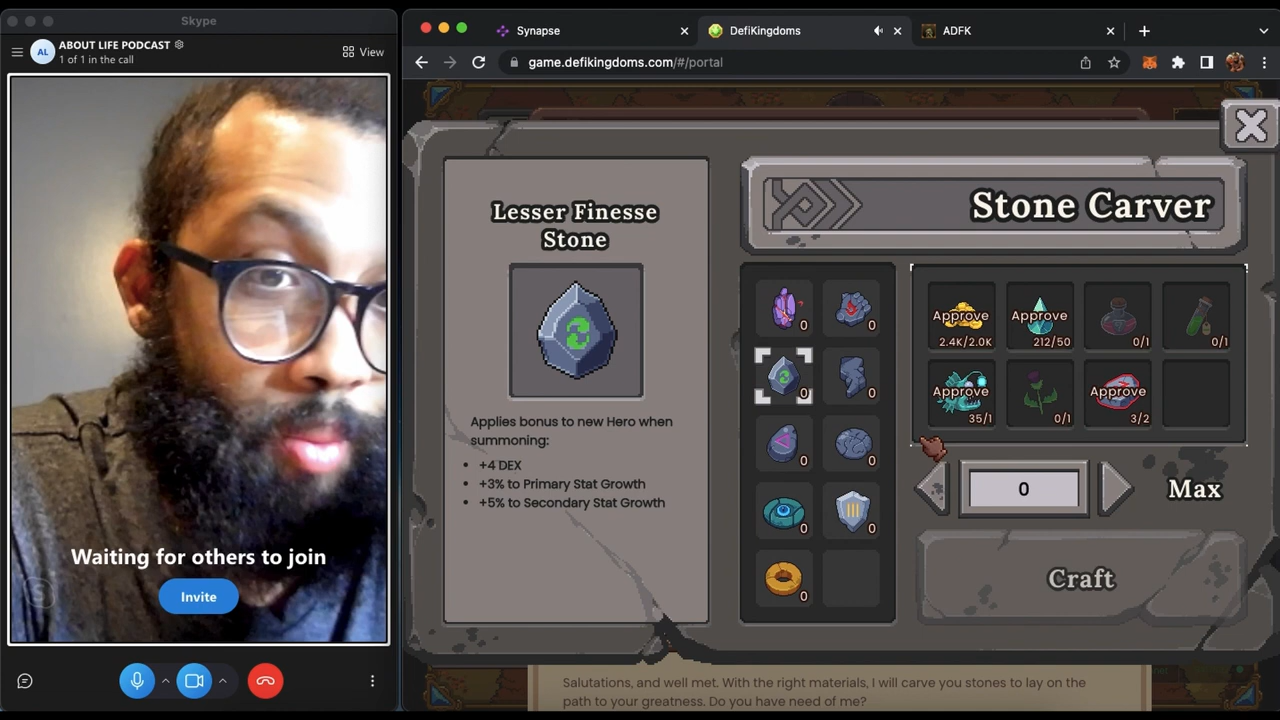 Skype
AL
ABOUT LIFE PODCAST
1 of 1 in the call
View
Waiting for others to join
Invite
Synapse
DefiKingdoms
ADFK
game.defikingdoms.com/#/portal
Lesser Finesse
Stone
Applies bonus to new Hero when
summoning:
• +4 DEX
• +3% to Primary Stat Growth
• +5% to Secondary Stat Growth
Stone Carver
0 0
0 0
0 0
0 0
0
Approve Approve
2.4K/2.0K 212/50 0/1 0/1
Approve Approve
35/1 0/1 3/2
0
Max
Craft
Salutations, and well met. With the right materials, I will carve you stones to lay on the
path to your greatness. Do you have need of me?